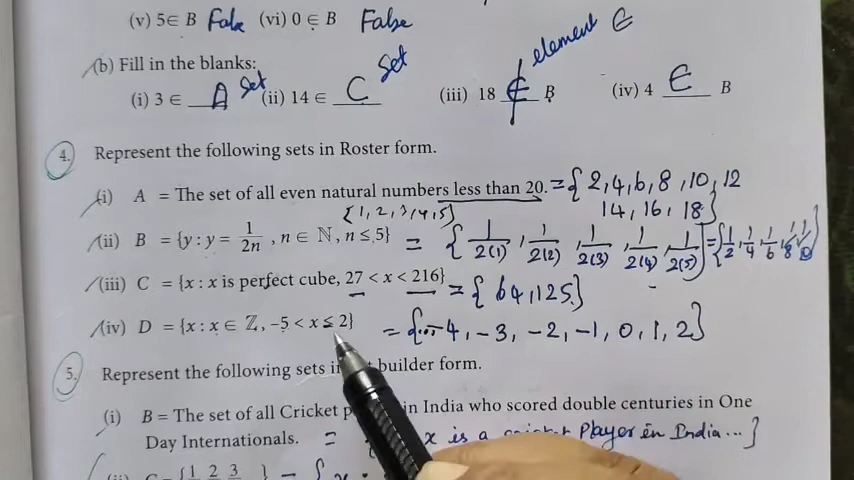 (v) 5∈ B False (vi) 0 ∈ B False
element ∈
(b) Fill in the blanks:
Set
(i) 3 ∈ A Set (ii) 14 ∈ C (iii) 18 ∉ B (iv) 4 ∈ B
4. Represent the following sets in Roster form.
(i) A = The set of all even natural numbers less than 20. = {2, 4, 6, 8, 10, 12
14, 16, 18}
{1, 2, 3, 4, 5}
(ii) B = {y : y = 1/2n , n ∈ ℕ, n ≤ 5} = {1/2(1), 1/2(2), 1/2(3), 1/2(4), 1/2(5)} = {1/2, 1/4, 1/6, 1/8, 1/10}
(iii) C = {x : x is perfect cube, 27 < x < 216} = {64, 125}
(iv) D = {x : x ∈ ℤ, -5 < x ≤ 2} = {-4, -3, -2, -1, 0, 1, 2}
5. Represent the following sets in builder form.
(i) B = The set of all Cricket in India who scored double centuries in One
Day Internationals. = x is a cricket Player in India...}
C = {1 2 3 } = {x :